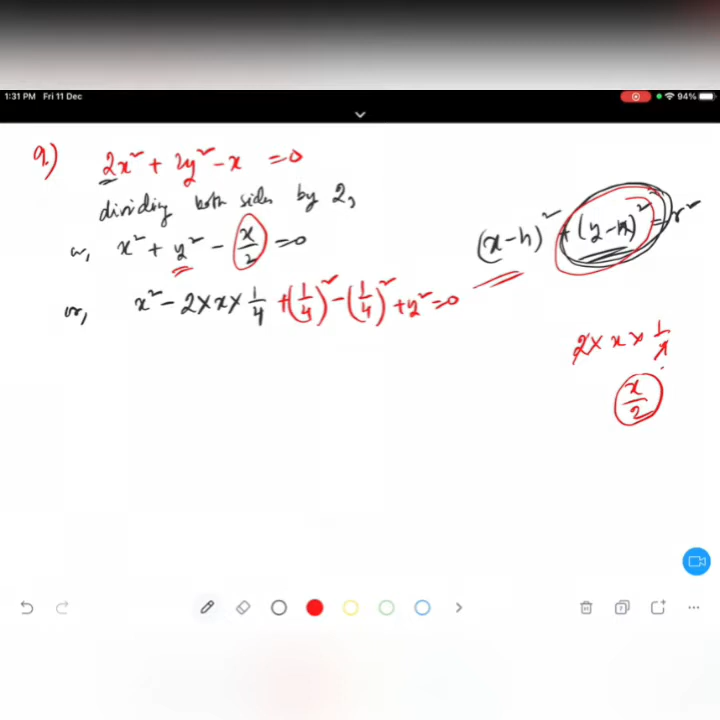 1:31 PM Fri 11 Dec
94%
9.) 2x² + 2y² - x = 0
dividing both sides by 2,
or, x² + y² - x/2 = 0
(x-h)² + (y-k)² = r²
or, x² - 2 × x × 1/4 + (1/4)² - (1/4)² + y² = 0
2 × x × 1/4
x/2